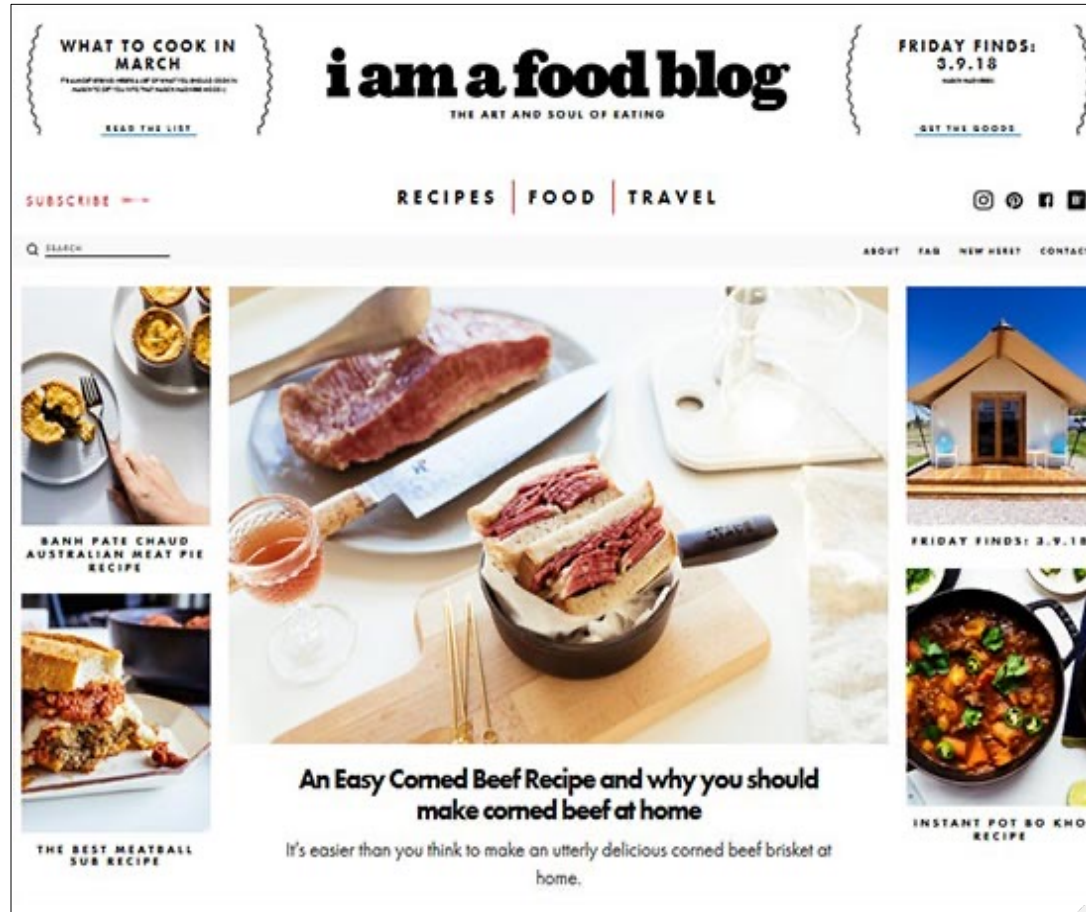 WHAT TO COOK IN
MARCH
READ THE LIST
i am a food blog
THE ART AND SOUL OF EATING
FRIDAY FINDS:
3.9.18
GET THE GOODS
SUBSCRIBE
RECIPES | FOOD | TRAVEL
SEARCH
ABOUT FAQ NEW HERE? CONTACT
BANH PATE CHAUD
AUSTRALIAN MEAT PIE
RECIPE
FRIDAY FINDS: 3.9.18
An Easy Corned Beef Recipe and why you should
make corned beef at home
It's easier than you think to make an utterly delicious corned beef brisket at
home.
THE BEST MEATBALL
SUB RECIPE
INSTANT POT BO KHO
RECIPE